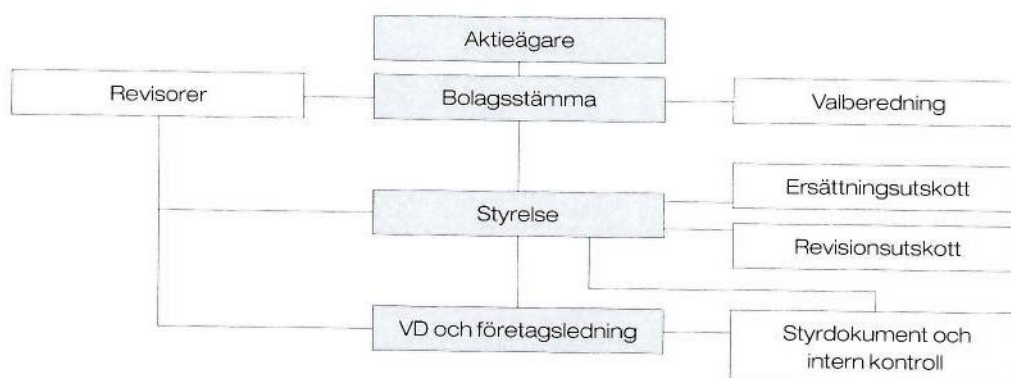 Aktieägare
Revisorer
Bolagsstämma
Valberedning
Ersättningsutskott
Styrelse
Revisionsutskott
VD och företagsledning
Styrdokument och
intern kontroll